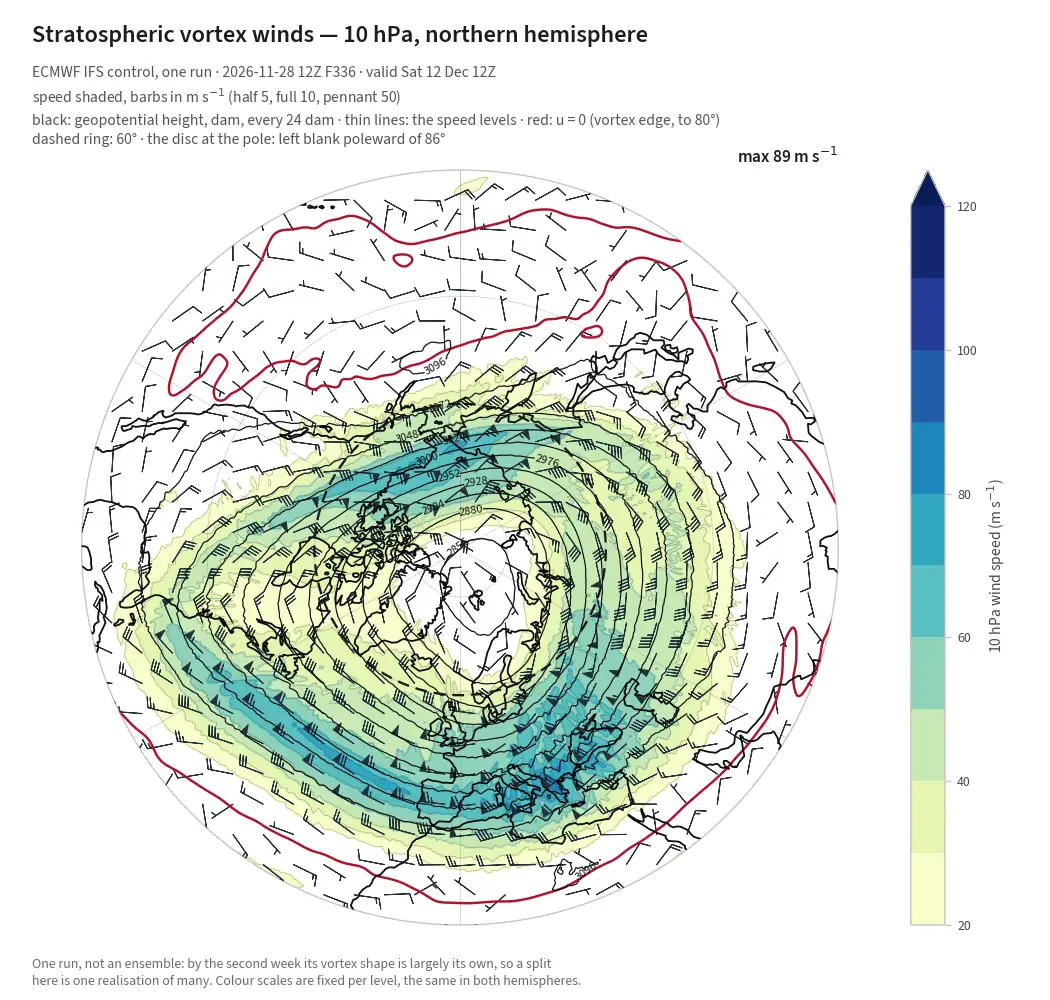 Stratospheric vortex winds — 10 hPa, northern hemisphere
ECMWF IFS control, one run · 2026-11-28 12Z F336 · valid Sat 12 Dec 12Z
speed shaded, barbs in m s⁻¹ (half 5, full 10, pennant 50)
black: geopotential height, dam, every 24 dam · thin lines: the speed levels · red: u = 0 (vortex edge, to 80°)
dashed ring: 60° · the disc at the pole: left blank poleward of 86°
max 89 m s⁻¹
120
100
80
60
40
20
10 hPa wind speed (m s⁻¹)
3096
3048
3000
2976
2952
2928
2880
3096
One run, not an ensemble: by the second week its vortex shape is largely its own, so a split
here is one realisation of many. Colour scales are fixed per level, the same in both hemispheres.